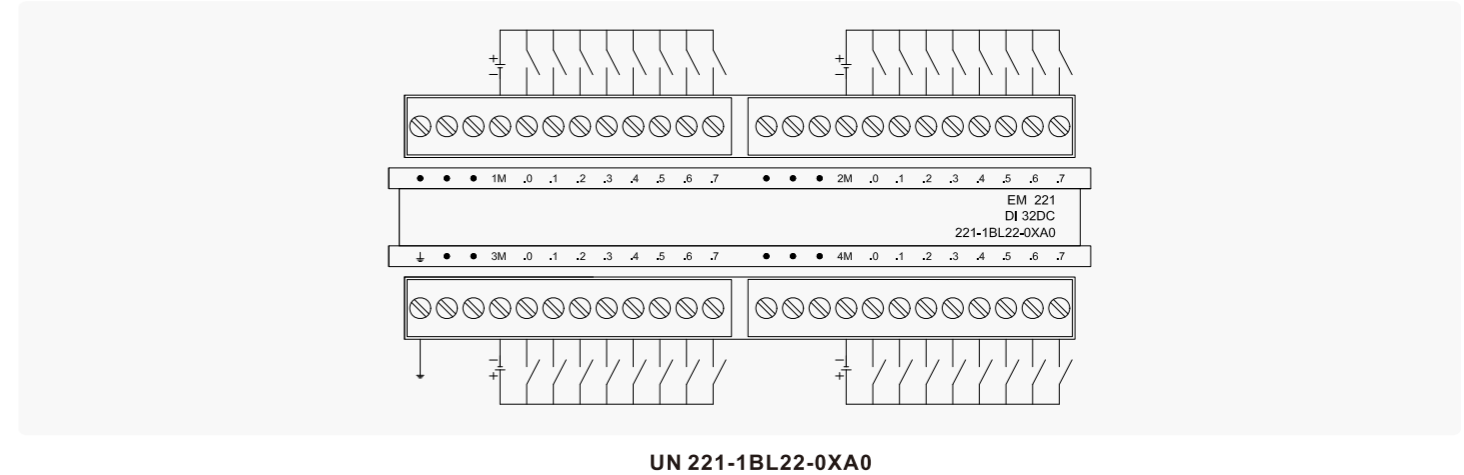 + +
− −
● ● ● 1M .0 .1 .2 .3 .4 .5 .6 .7 ● ● ● 2M .0 .1 .2 .3 .4 .5 .6 .7
EM 221
DI 32DC
221-1BL22-0XA0
⏚ ● ● 3M .0 .1 .2 .3 .4 .5 .6 .7 ● ● ● 4M .0 .1 .2 .3 .4 .5 .6 .7
− −
+ +
UN 221-1BL22-0XA0